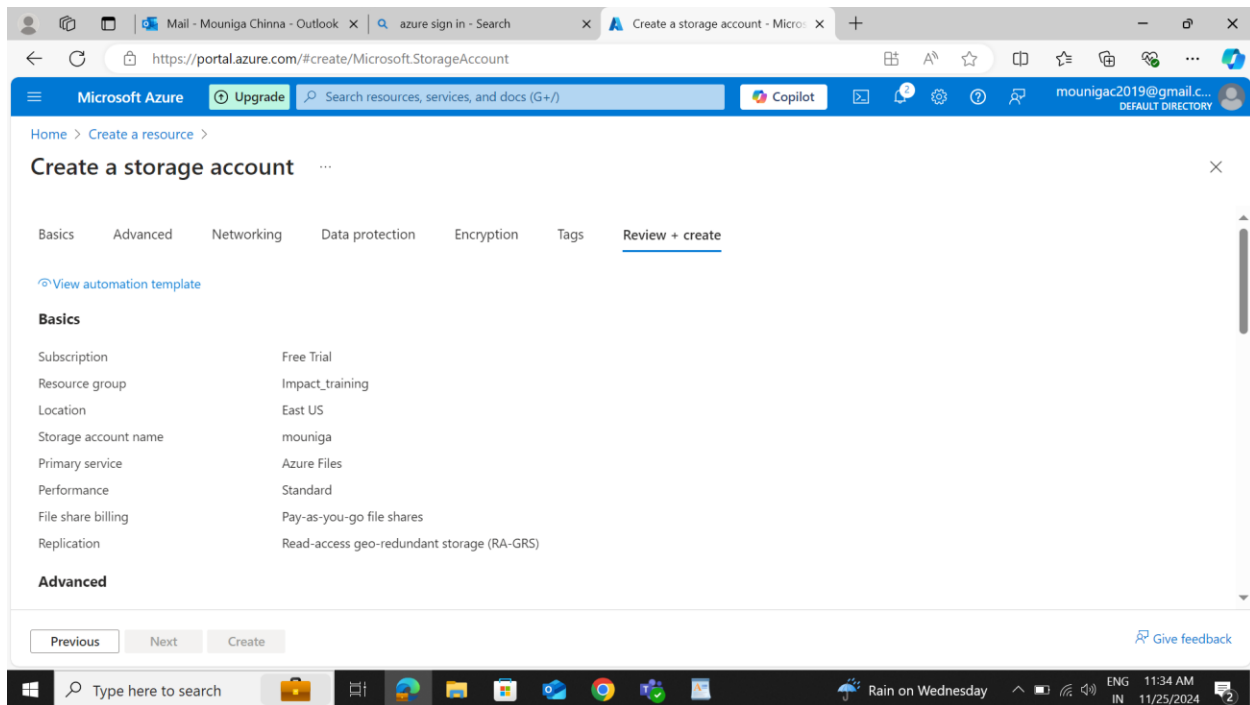 Mail - Mouniga Chinna - Outlook
azure sign in - Search
Create a storage account - Micros
https://portal.azure.com/#create/Microsoft.StorageAccount
Microsoft Azure
Upgrade
Search resources, services, and docs (G+/)
Copilot
2
mounigac2019@gmail.c...
DEFAULT DIRECTORY
Home > Create a resource >
Create a storage account ...
Basics Advanced Networking Data protection Encryption Tags Review + create
View automation template
Basics
Subscription Free Trial
Resource group Impact_training
Location East US
Storage account name mouniga
Primary service Azure Files
Performance Standard
File share billing Pay-as-you-go file shares
Replication Read-access geo-redundant storage (RA-GRS)
Advanced
Previous Next Create Give feedback
Type here to search
Rain on Wednesday
ENG 11:34 AM
IN 11/25/2024
2